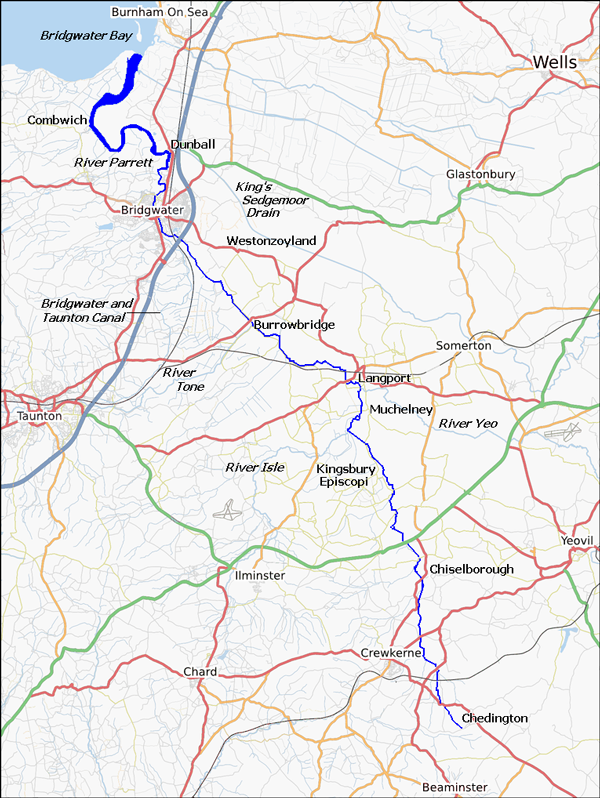 Burnham On Sea
Bridgwater Bay
Wells
Combwich
Dunball
River Parrett
Glastonbury
King's
Sedgemoor
Drain
Bridgwater
Westonzoyland
Bridgwater and
Taunton Canal
Burrowbridge
Somerton
River
Tone
Langport
Taunton
Muchelney
River Yeo
River Isle
Kingsbury
Episcopi
Yeovil
Chiselborough
Ilminster
Crewkerne
Chard
Chedington
Beaminster